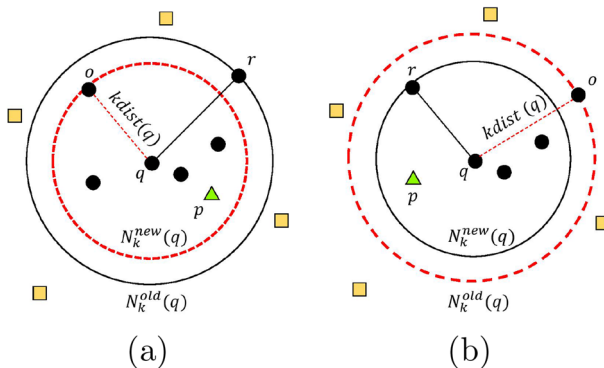 o
r
kdist(q)
q
p
N_k^{new}(q)
N_k^{old}(q)
(a)
r
o
kdist(q)
q
p
N_k^{new}(q)
N_k^{old}(q)
(b)